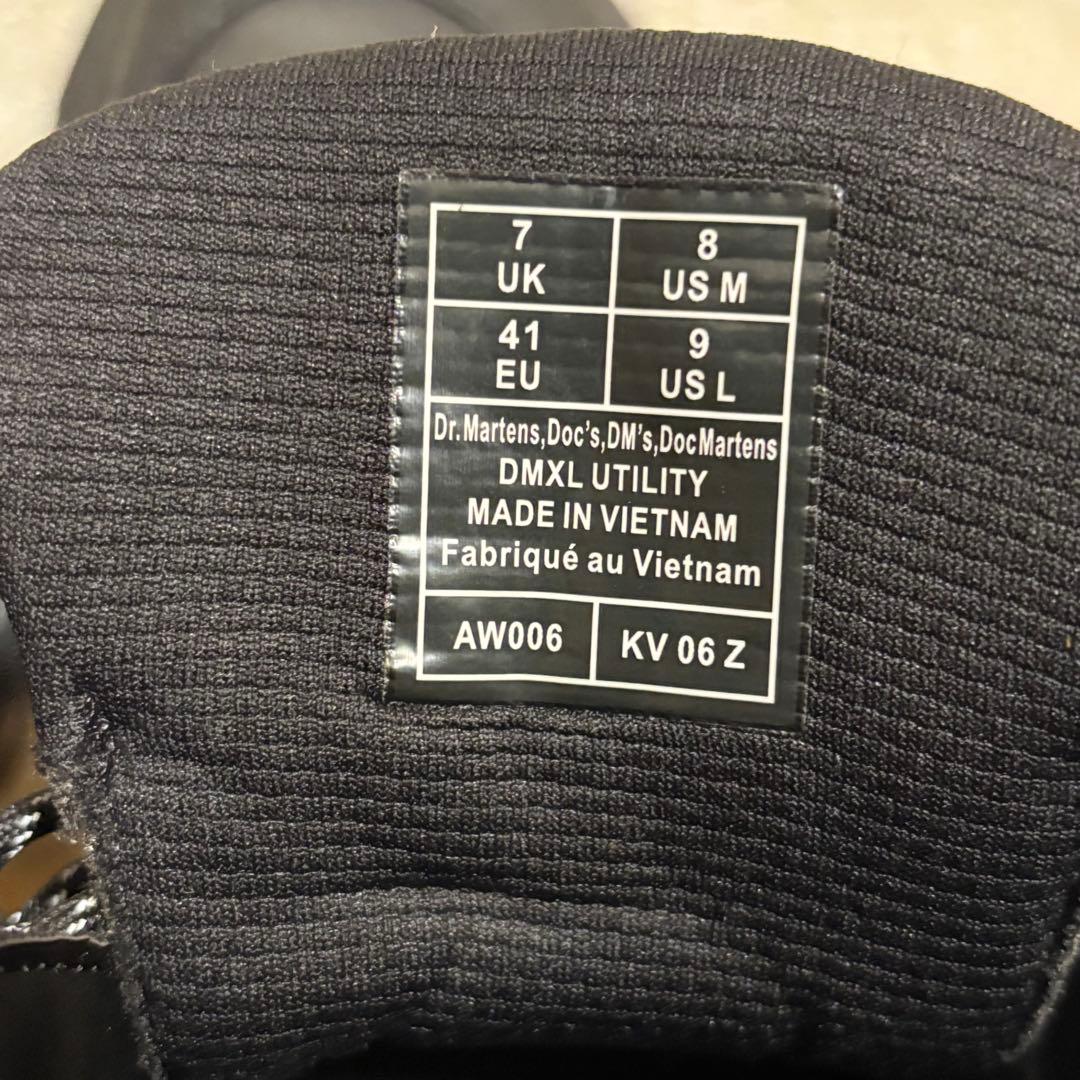 7
UK
8
US M
41
EU
9
US L
Dr.Martens,Doc's,DM's,DocMartens
DMXL UTILITY
MADE IN VIETNAM
Fabriqué au Vietnam
AW006
KV 06 Z